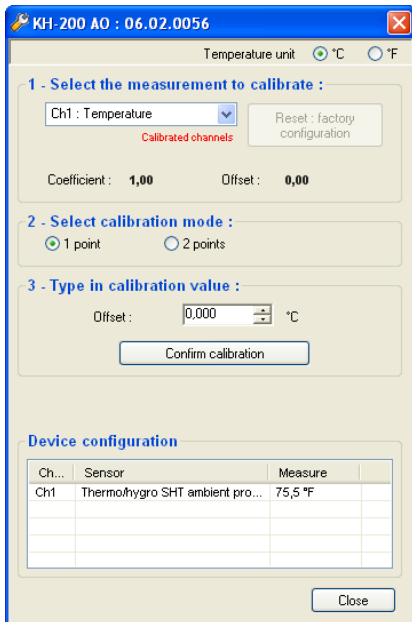 KH-200 AO : 06.02.0056
Temperature unit °C °F
1 - Select the measurement to calibrate :
Ch1 : Temperature
Reset : factory configuration
Calibrated channels
Coefficient : 1,00 Offset : 0,00
2 - Select calibration mode :
1 point 2 points
3 - Type in calibration value :
Offset : 0,000 °C
Confirm calibration
Device configuration
Ch... Sensor Measure
Ch1 Thermo/hygro SHT ambient pro... 75,5 °F
Close